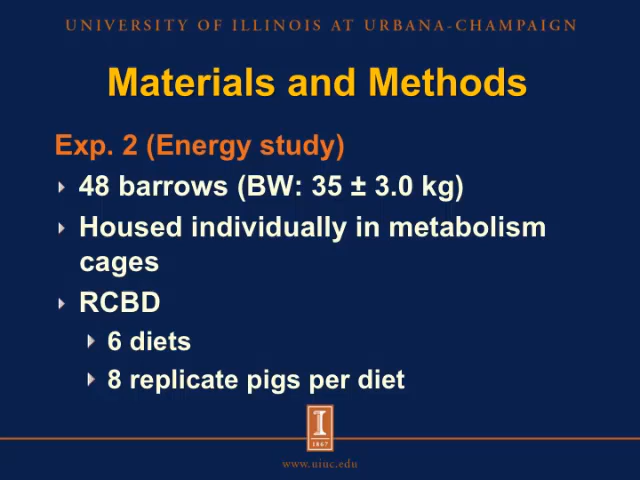 UNIVERSITY OF ILLINOIS AT URBANA-CHAMPAIGN
Materials and Methods
Exp. 2 (Energy study)
48 barrows (BW: 35 ± 3.0 kg)
Housed individually in metabolism
cages
RCBD
6 diets
8 replicate pigs per diet
I
1867
www.uiuc.edu